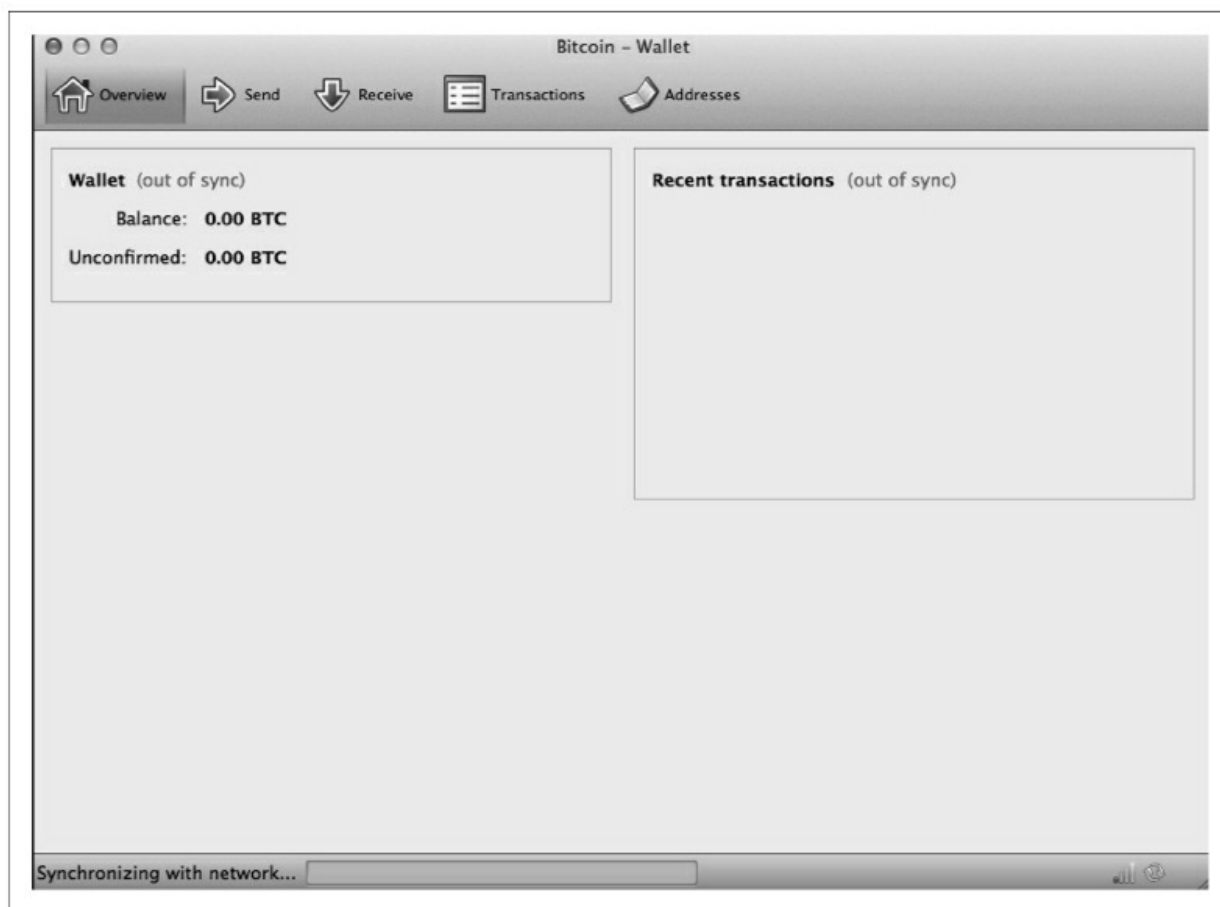 Bitcoin – Wallet
Overview Send Receive Transactions Addresses
Wallet (out of sync)
Balance: 0.00 BTC
Unconfirmed: 0.00 BTC
Recent transactions (out of sync)
Synchronizing with network...